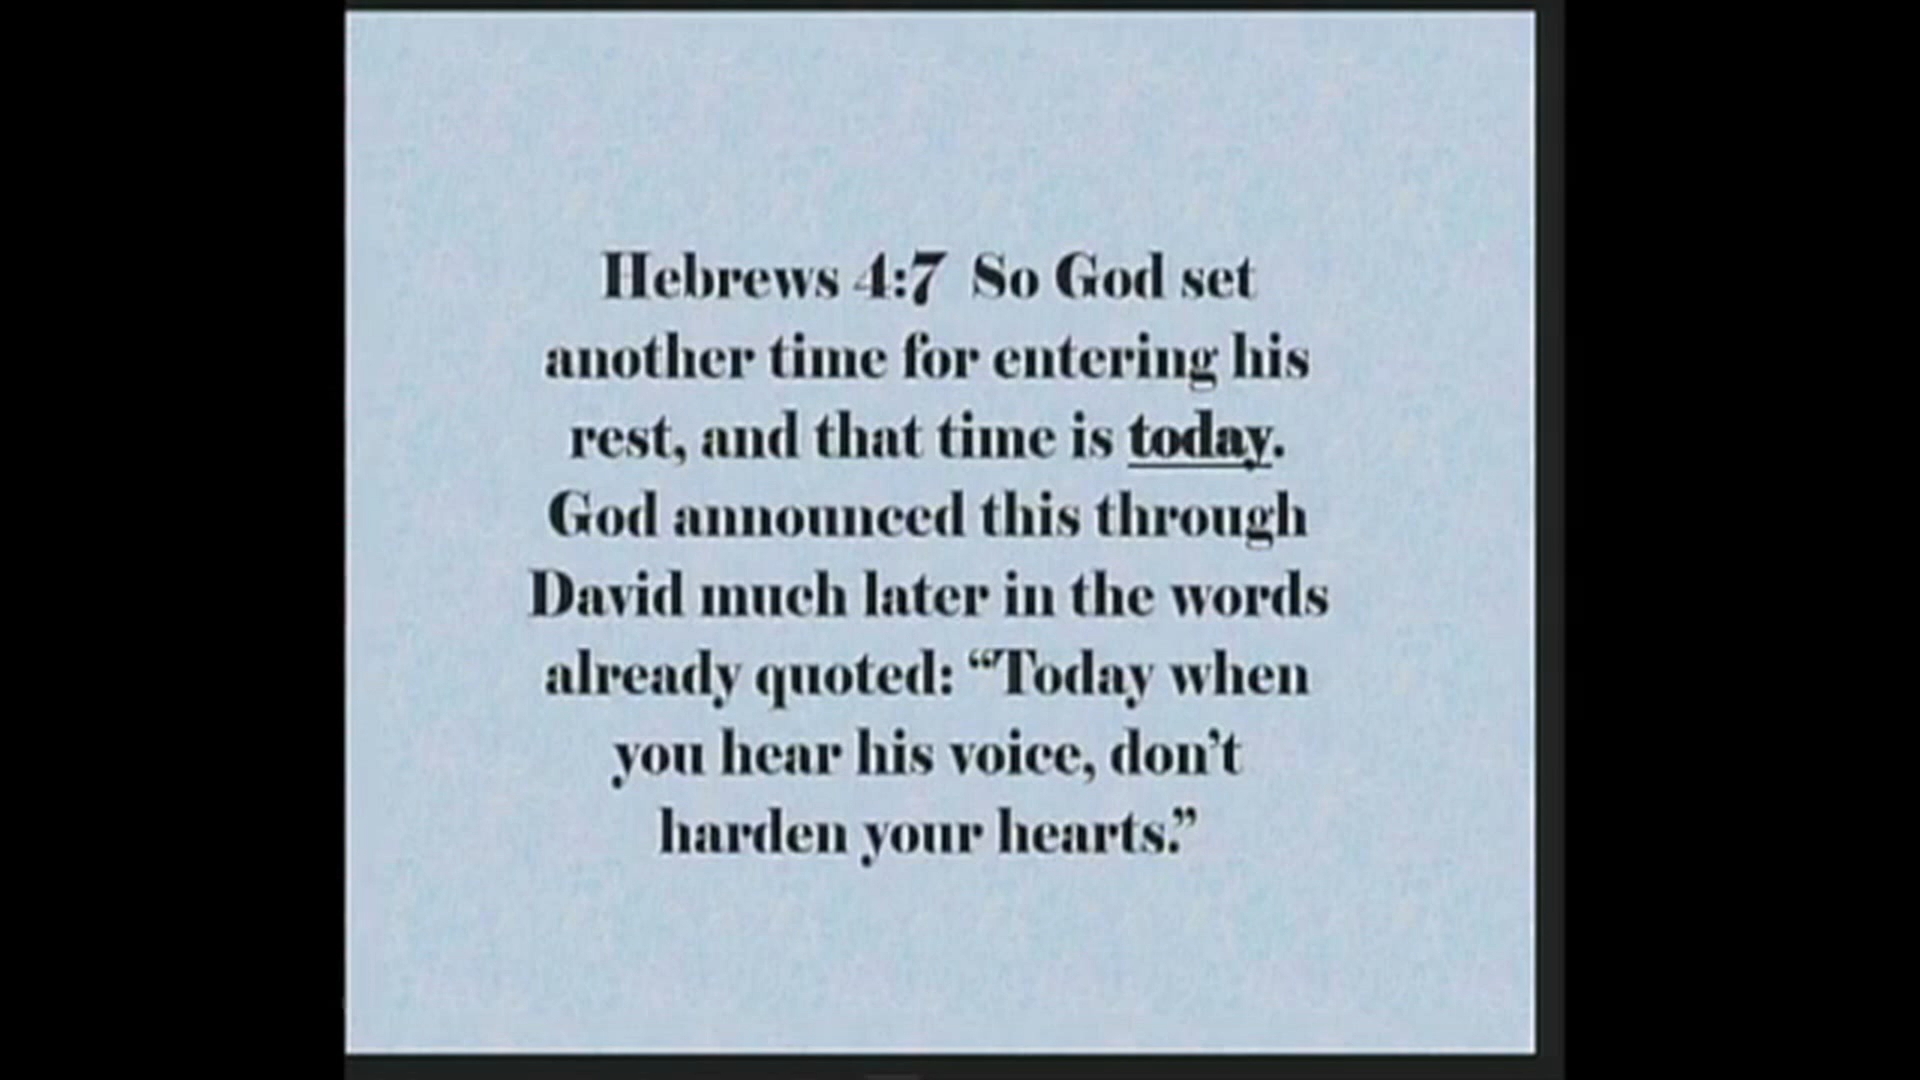 Hebrews 4:7  So God set
another time for entering his
rest, and that time is today.
God announced this through
David much later in the words
already quoted: “Today when
you hear his voice, don’t
harden your hearts.”